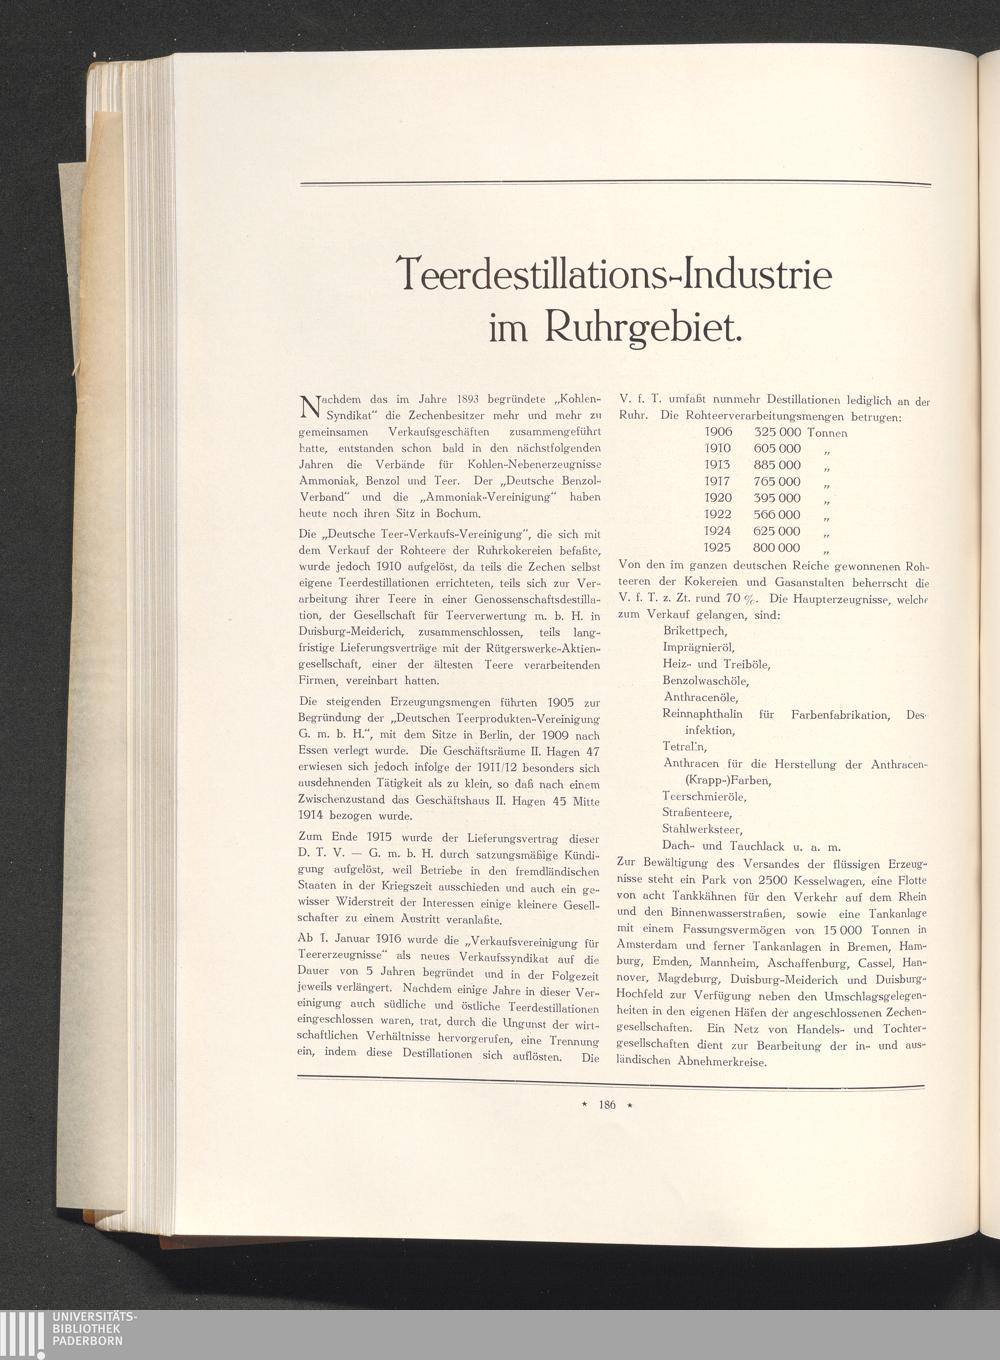 Teerdestillations-Industrie
im Ruhrgebiet.
Nachdem das im Jahre 1893 begründete „Kohlen-
Syndikat“ die Zechenbesitzer mehr und mehr zu
gemeinsamen Verkaufsgeschäften zusammengeführt
hatte, entstanden schon bald in den nächstfolgenden
Jahren die Verbände für Kohlen-Nebenerzeugnisse
Ammoniak, Benzol und Teer. Der „Deutsche Benzol-
Verband“ und die „Ammoniak-Vereinigung“ haben
heute noch ihren Sitz in Bochum.
Die „Deutsche Teer-Verkaufs-Vereinigung“, die sich mit
dem Verkauf der Rohteere der Ruhrkokereien befaßte,
wurde jedoch 1910 aufgelöst, da teils die Zechen selbst
eigene Teerdestillationen errichteten, teils sich zur Ver-
arbeitung ihrer Teere in einer Genossenschaftsdestilla-
tion, der Gesellschaft für Teerverwertung m. b. H. in
Duisburg-Meiderich, zusammenschlossen, teils lang-
fristige Lieferungsverträge mit der Rütgerswerke-Aktien-
gesellschaft, einer der ältesten Teere verarbeitenden
Firmen, vereinbart hatten.
Die steigenden Erzeugungsmengen führten 1905 zur
Begründung der „Deutschen Teerprodukten-Vereinigung
G. m. b. H.“, mit dem Sitze in Berlin, der 1909 nach
Essen verlegt wurde. Die Geschäftsräume II. Hagen 47
erwiesen sich jedoch infolge der 1911/12 besonders sich
ausdehnenden Tätigkeit als zu klein, so daß nach einem
Zwischenzustand das Geschäftshaus II. Hagen 45 Mitte
1914 bezogen wurde.
Zum Ende 1915 wurde der Lieferungsvertrag dieser
D. T. V. — G. m. b. H. durch satzungsmäßige Kündi-
gung aufgelöst, weil Betriebe in den fremdländischen
Staaten in der Kriegszeit ausschieden und auch ein ge-
wisser Widerstreit der Interessen einige kleinere Gesell-
schafter zu einem Austritt veranlaßte.
Ab 1. Januar 1916 wurde die „Verkaufsvereinigung für
Teererzeugnisse“ als neues Verkaufssyndikat auf die
Dauer von 5 Jahren begründet und in der Folgezeit
jeweils verlängert. Nachdem einige Jahre in dieser Ver-
einigung auch südliche und östliche Teerdestillationen
eingeschlossen waren, trat, durch die Ungunst der wirt-
schaftlichen Verhältnisse hervorgerufen, eine Trennung
ein, indem diese Destillationen sich auflösten. Die
V. f. T. umfaßt nunmehr Destillationen lediglich an der
Ruhr. Die Rohteerverarbeitungsmengen betrugen:
1906 325 000 Tonnen
1910 605 000 „
1913 885 000 „
1917 765 000 „
1920 395 000 „
1922 566 000 „
1924 625 000 „
1925 800 000 „
Von den im ganzen deutschen Reiche gewonnenen Roh-
teeren der Kokereien und Gasanstalten beherrscht die
V. f. T. z. Zt. rund 70 %. Die Haupterzeugnisse, welche
zum Verkauf gelangen, sind:
Brikettpech,
Imprägnieröl,
Heiz- und Treiböle,
Benzolwaschöle,
Anthracenöle,
Reinnaphthalin für Farbenfabrikation, Des-
infektion,
Tetralin,
Anthracen für die Herstellung der Anthracen-
(Krapp-)Farben,
Teerschmieröle,
Straßenteere,
Stahlwerksteer,
Dach- und Tauchlack u. a. m.
Zur Bewältigung des Versandes der flüssigen Erzeug-
nisse steht ein Park von 2500 Kesselwagen, eine Flotte
von acht Tankkähnen für den Verkehr auf dem Rhein
und den Binnenwasserstraßen, sowie eine Tankanlage
mit einem Fassungsvermögen von 15 000 Tonnen in
Amsterdam und ferner Tankanlagen in Bremen, Ham-
burg, Emden, Mannheim, Aschaffenburg, Cassel, Han-
nover, Magdeburg, Duisburg-Meiderich und Duisburg-
Hochfeld zur Verfügung neben den Umschlagsgelegen-
heiten in den eigenen Häfen der angeschlossenen Zechen-
gesellschaften. Ein Netz von Handels- und Tochter-
gesellschaften dient zur Bearbeitung der in- und aus-
ländischen Abnehmerkreise.
* 186 *
UNIVERSITÄTS-
BIBLIOTHEK
PADERBORN